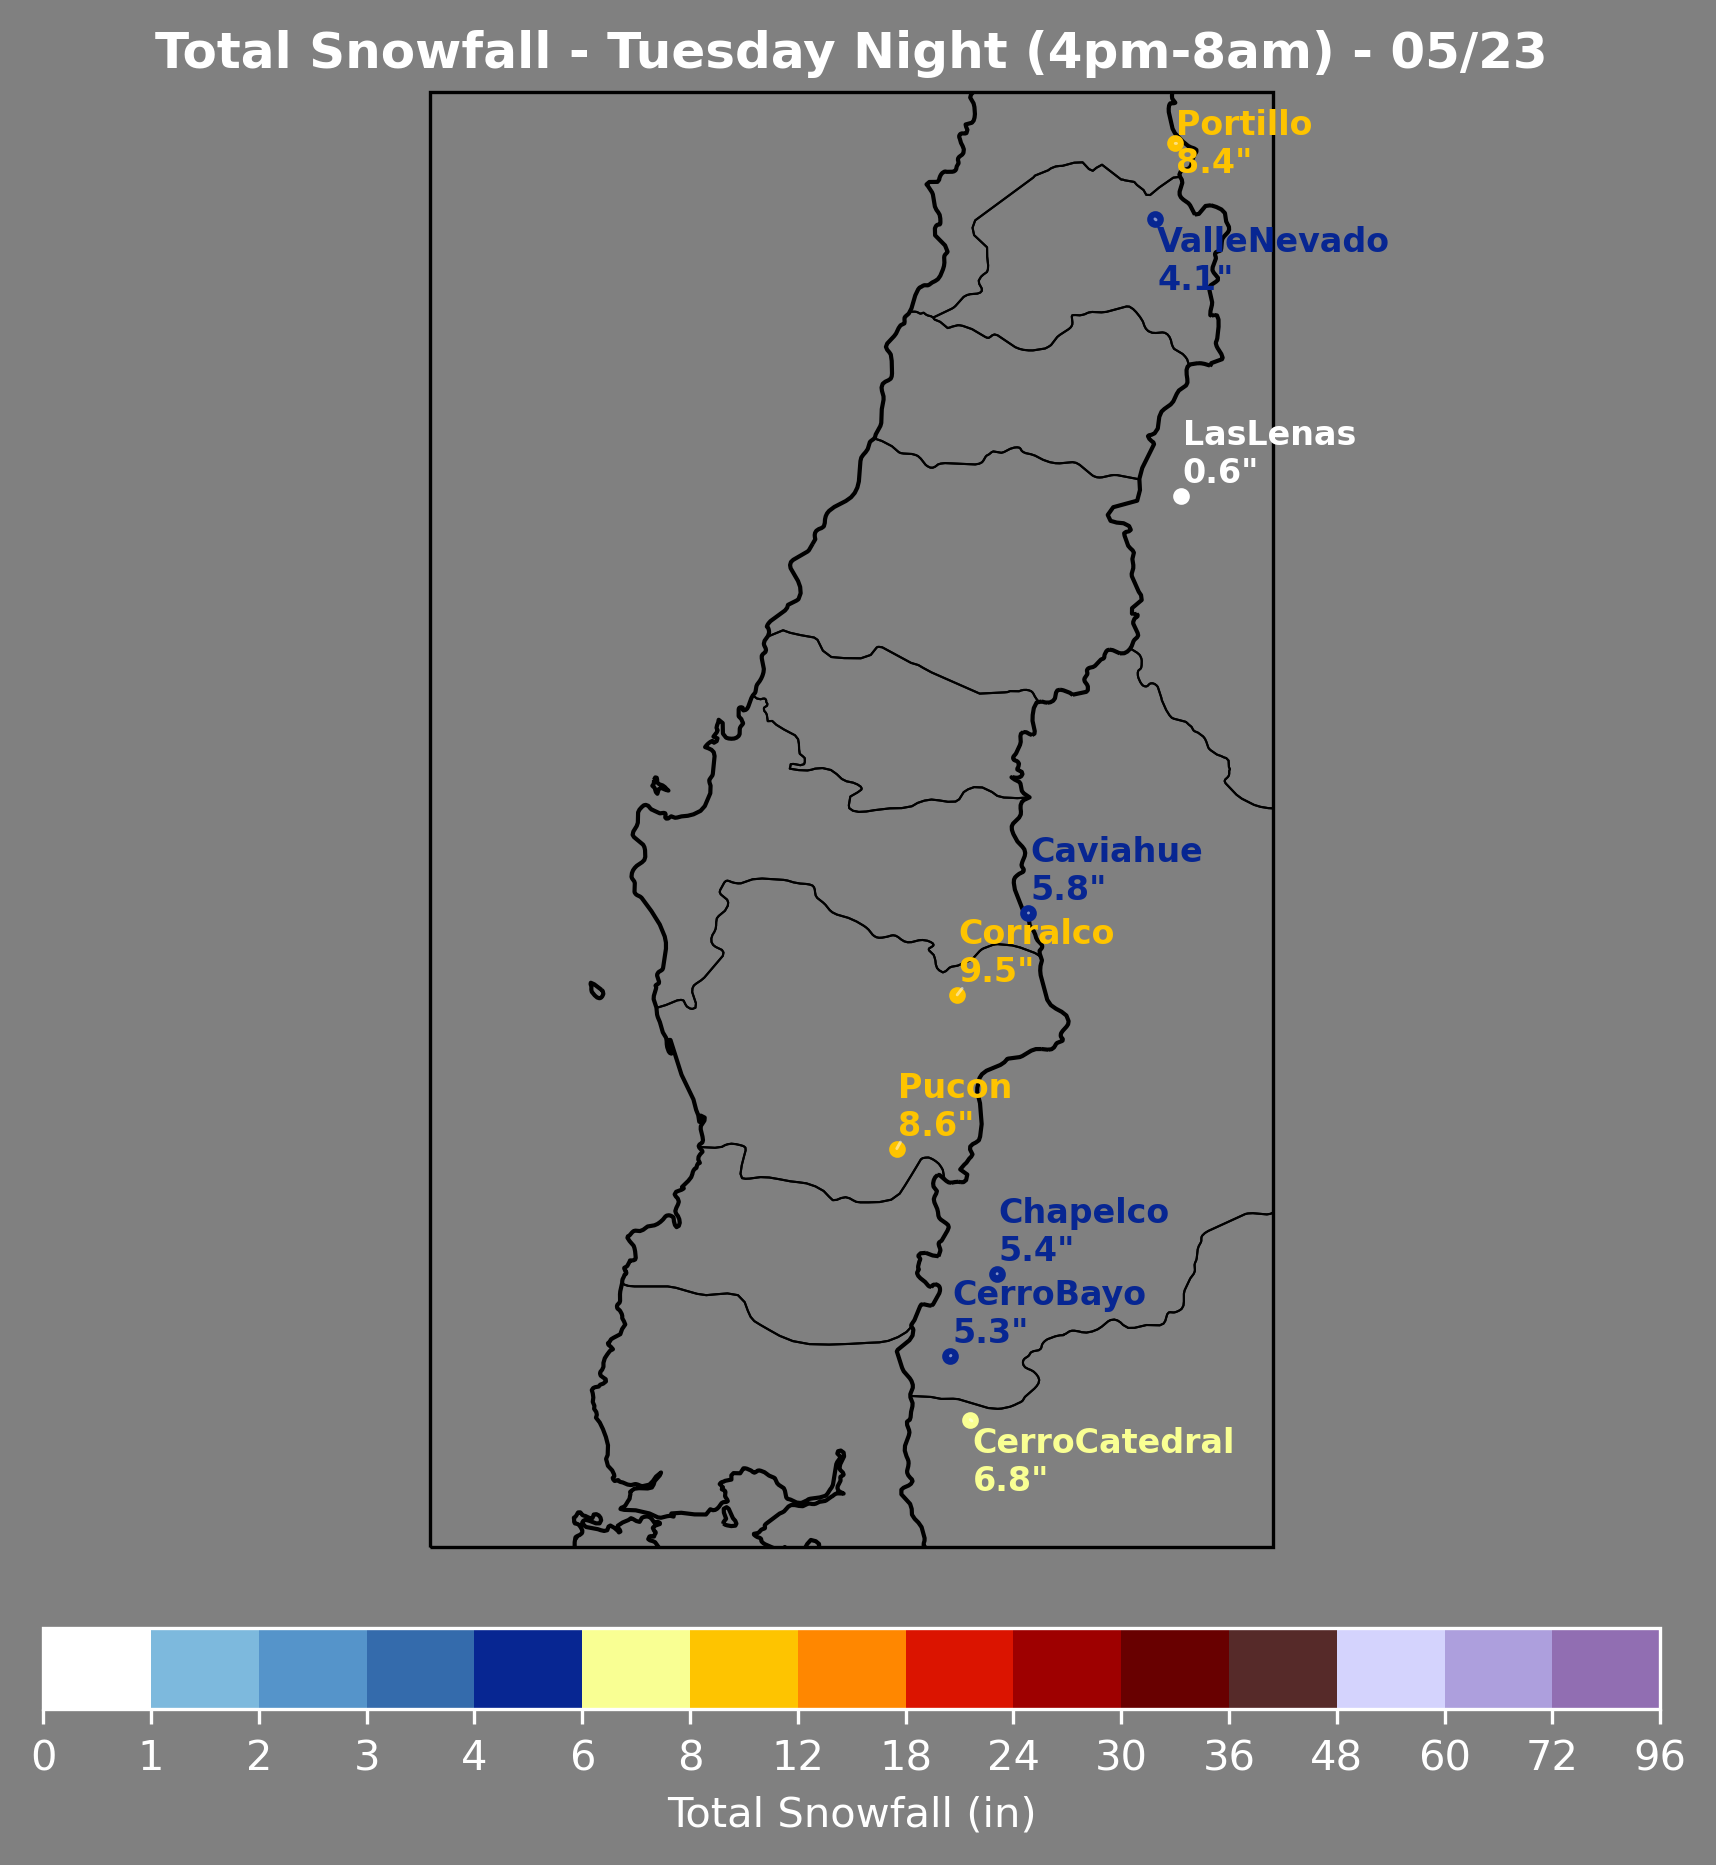 Total Snowfall - Tuesday Night (4pm-8am) - 05/23
Portillo
8.4"
ValleNevado
4.1"
LasLenas
0.6"
Caviahue
5.8"
Corralco
9.5"
Pucon
8.6"
Chapelco
5.4"
CerroBayo
5.3"
CerroCatedral
6.8"
0 1 2 3 4 6 8 12 18 24 30 36 48 60 72 96
Total Snowfall (in)